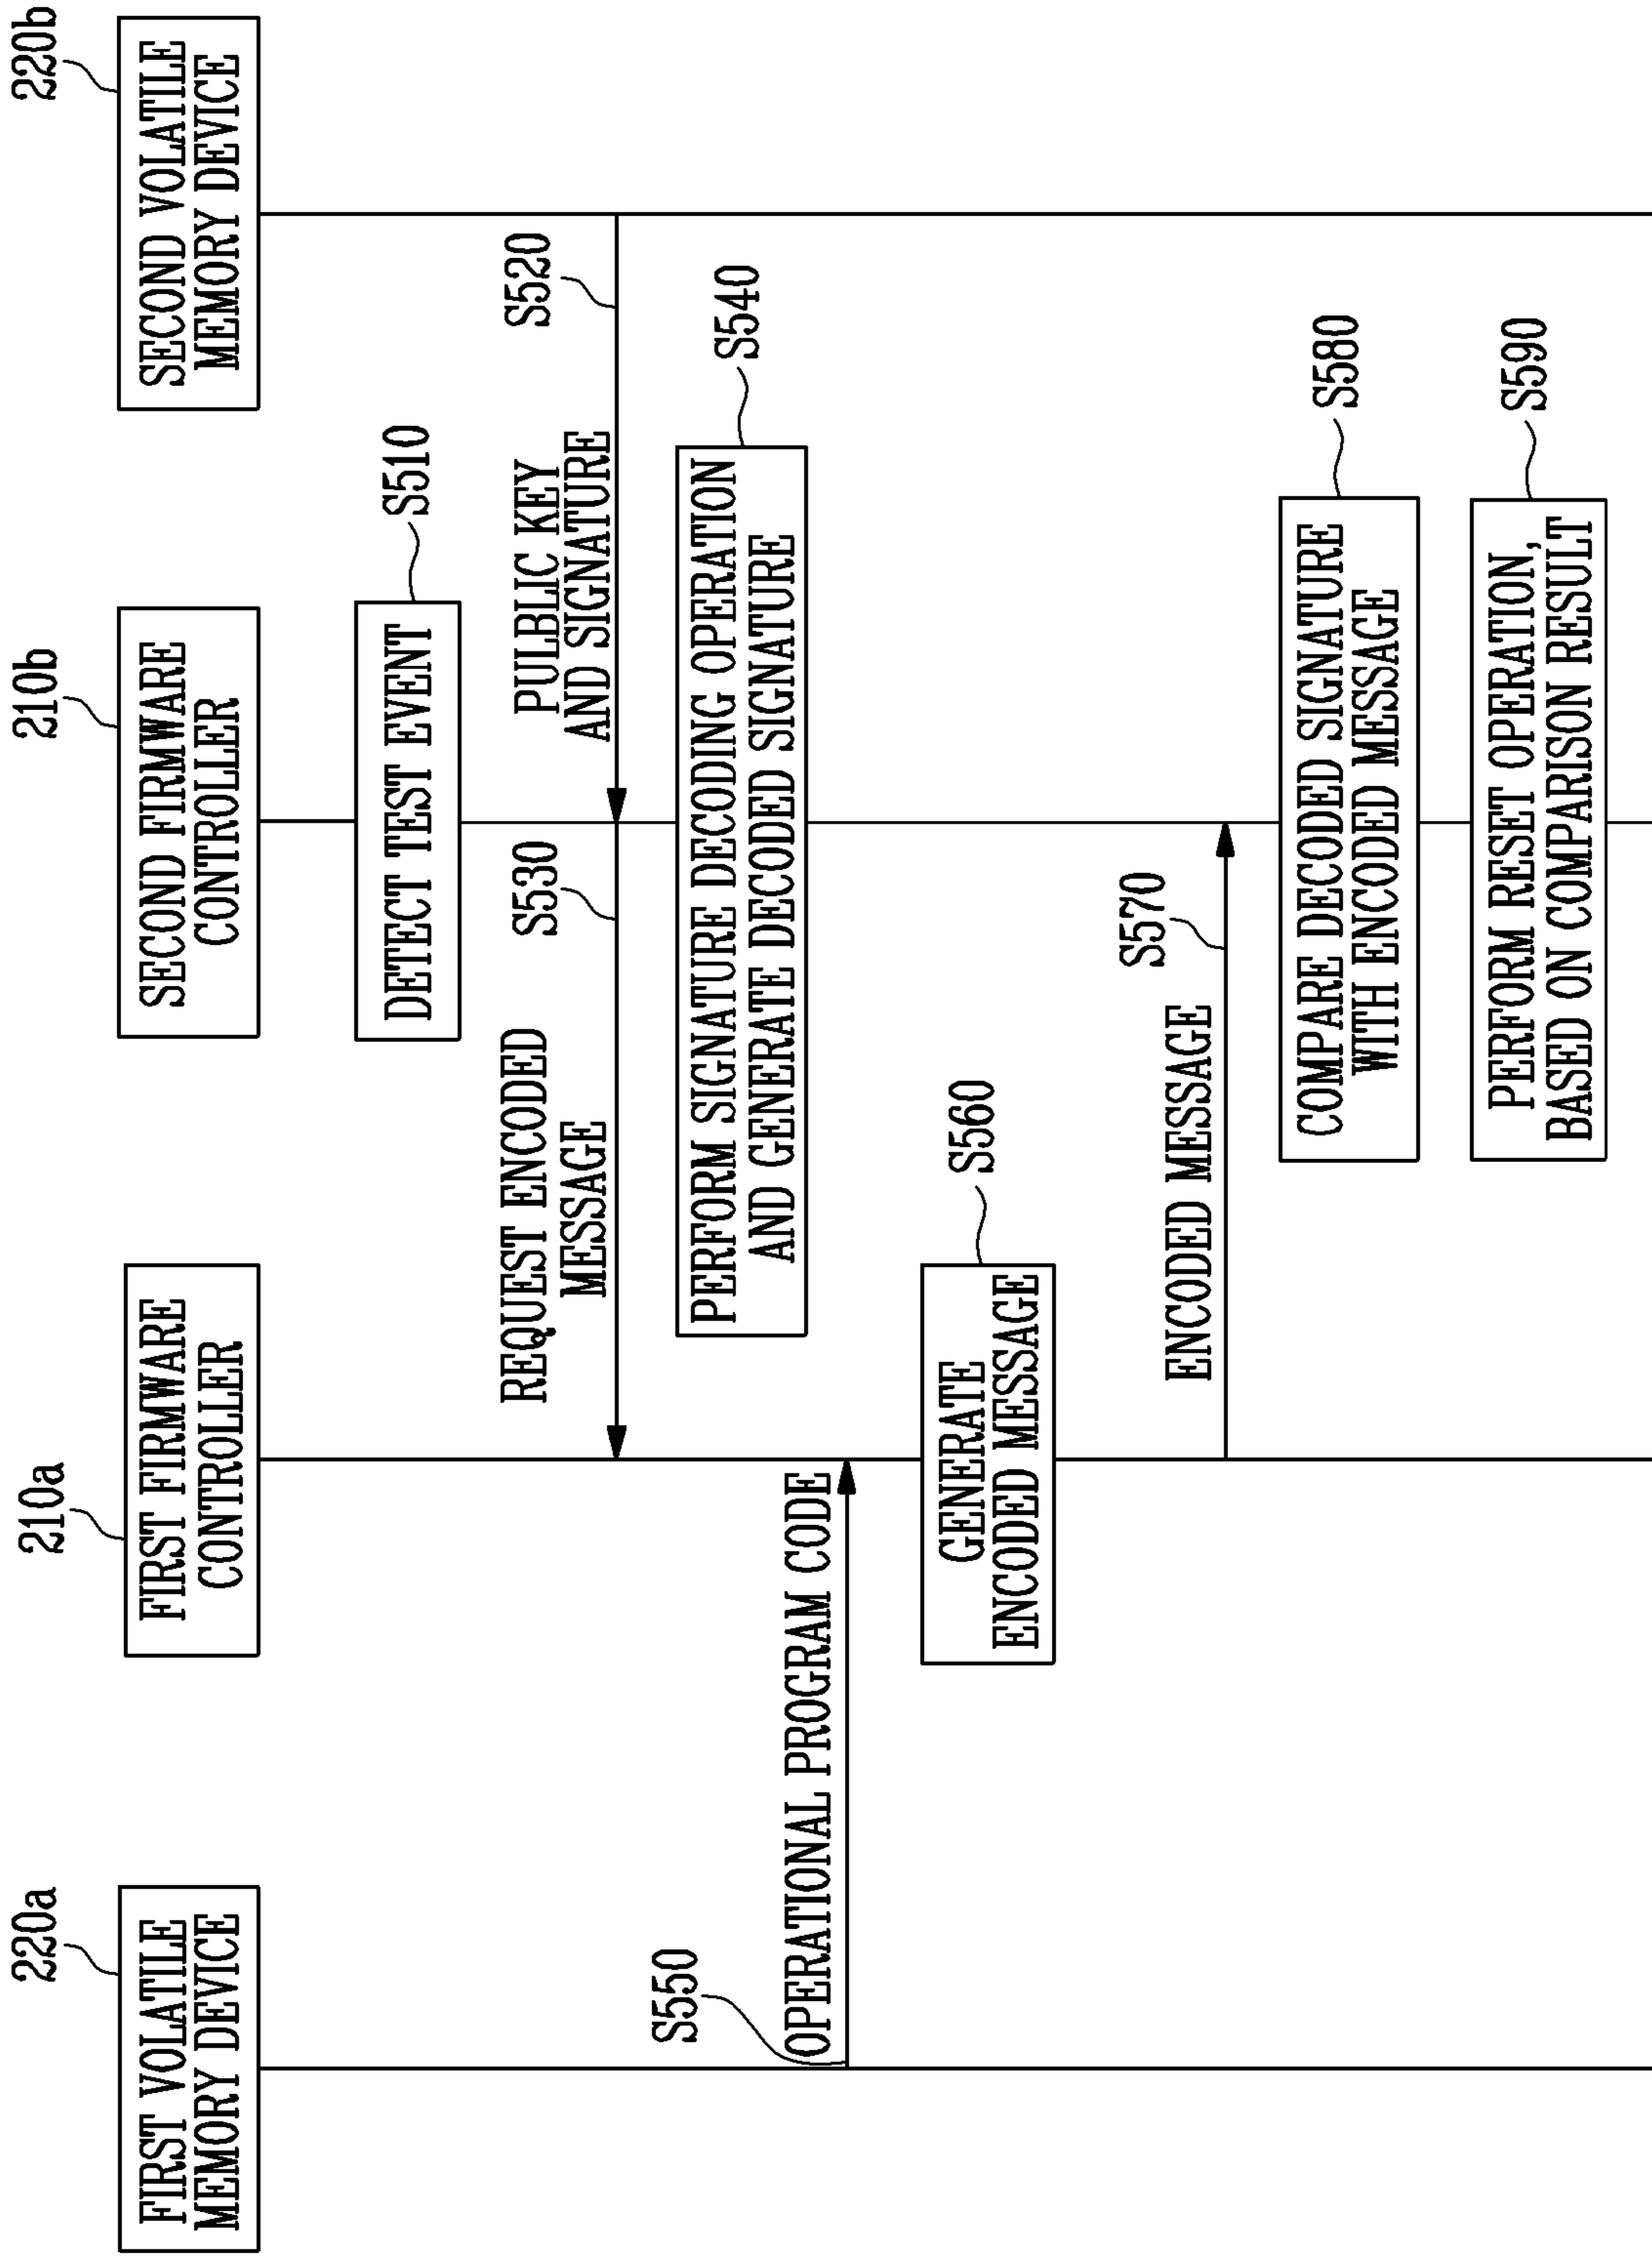 220a
210a
210b
220b
FIRST VOLATILE
MEMORY DEVICE
FIRST FIRMWARE
CONTROLLER
SECOND FIRMWARE
CONTROLLER
SECOND VOLATILE
MEMORY DEVICE
DETECT TEST EVENT
S510
PULBLIC KEY
AND SIGNATURE
S520
REQUEST ENCODED
MESSAGE
S530
PERFORM SIGNATURE DECODING OPERATION
AND GENERATE DECODED SIGNATURE
S540
S550
OPERATIONAL PROGRAM CODE
GENERATE
ENCODED MESSAGE
S560
ENCODED MESSAGE
S570
COMPARE DECODED SIGNATURE
WITH ENCODED MESSAGE
S580
PERFORM RESET OPERATION,
BASED ON COMPARISON RESULT
S590